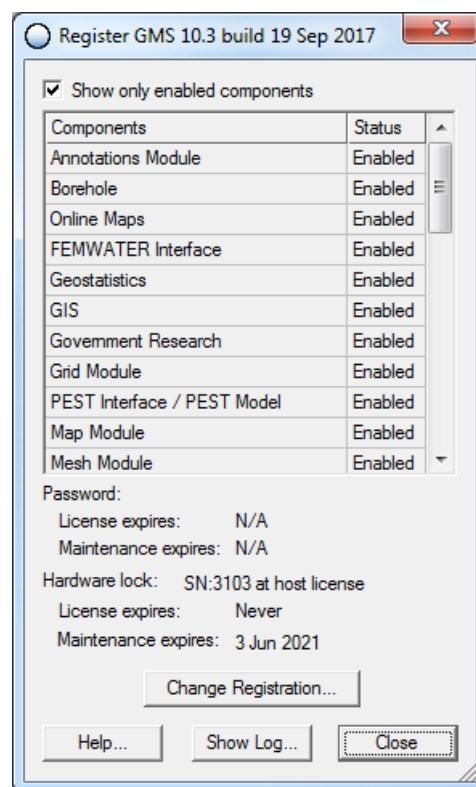 Register GMS 10.3 build 19 Sep 2017
Show only enabled components
Components Status
Annotations Module Enabled
Borehole Enabled
Online Maps Enabled
FEMWATER Interface Enabled
Geostatistics Enabled
GIS Enabled
Government Research Enabled
Grid Module Enabled
PEST Interface / PEST Model Enabled
Map Module Enabled
Mesh Module Enabled
Password:
License expires: N/A
Maintenance expires: N/A
Hardware lock: SN:3103 at host license
License expires: Never
Maintenance expires: 3 Jun 2021
Change Registration...
Help... Show Log... Close